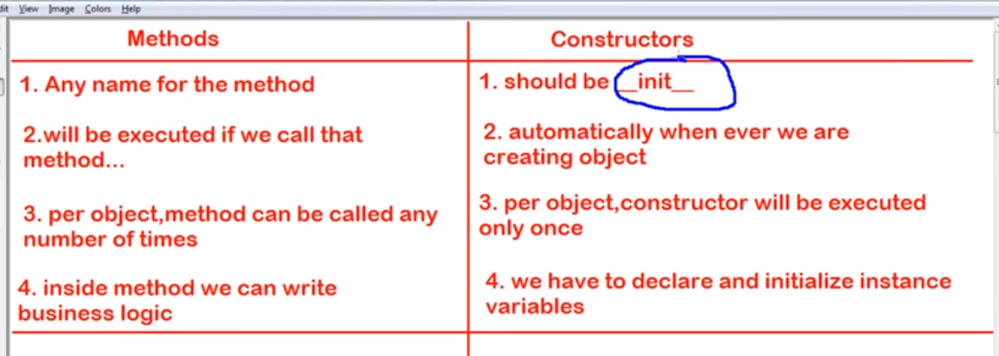 dit View Image Colors Help
Methods
Constructors
1. Any name for the method
1. should be __init__
2.will be executed if we call that
method...
2. automatically when ever we are
creating object
3. per object,method can be called any
number of times
3. per object,constructor will be executed
only once
4. inside method we can write
business logic
4. we have to declare and initialize instance
variables